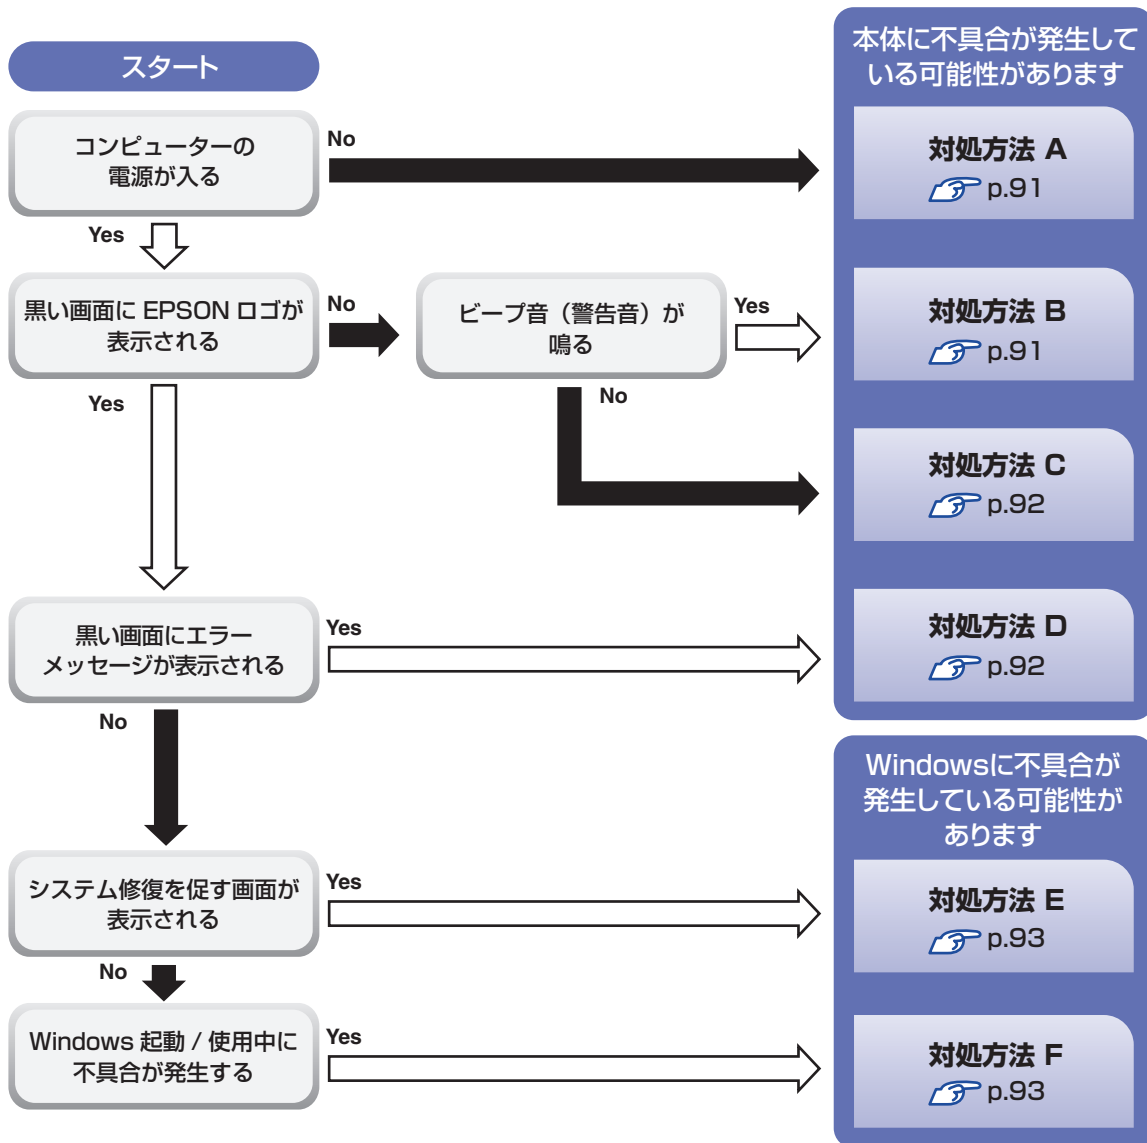 スタート
コンピューターの
電源が入る
No
Yes
黒い画面に EPSON ロゴが
表示される
No
ビープ音（警告音）が
鳴る
Yes
No
Yes
黒い画面にエラー
メッセージが表示される
Yes
No
システム修復を促す画面が
表示される
Yes
No
Windows 起動 / 使用中に
不具合が発生する
Yes
本体に不具合が発生して
いる可能性があります
対処方法 A
p.91
対処方法 B
p.91
対処方法 C
p.92
対処方法 D
p.92
Windowsに不具合が
発生している可能性が
あります
対処方法 E
p.93
対処方法 F
p.93